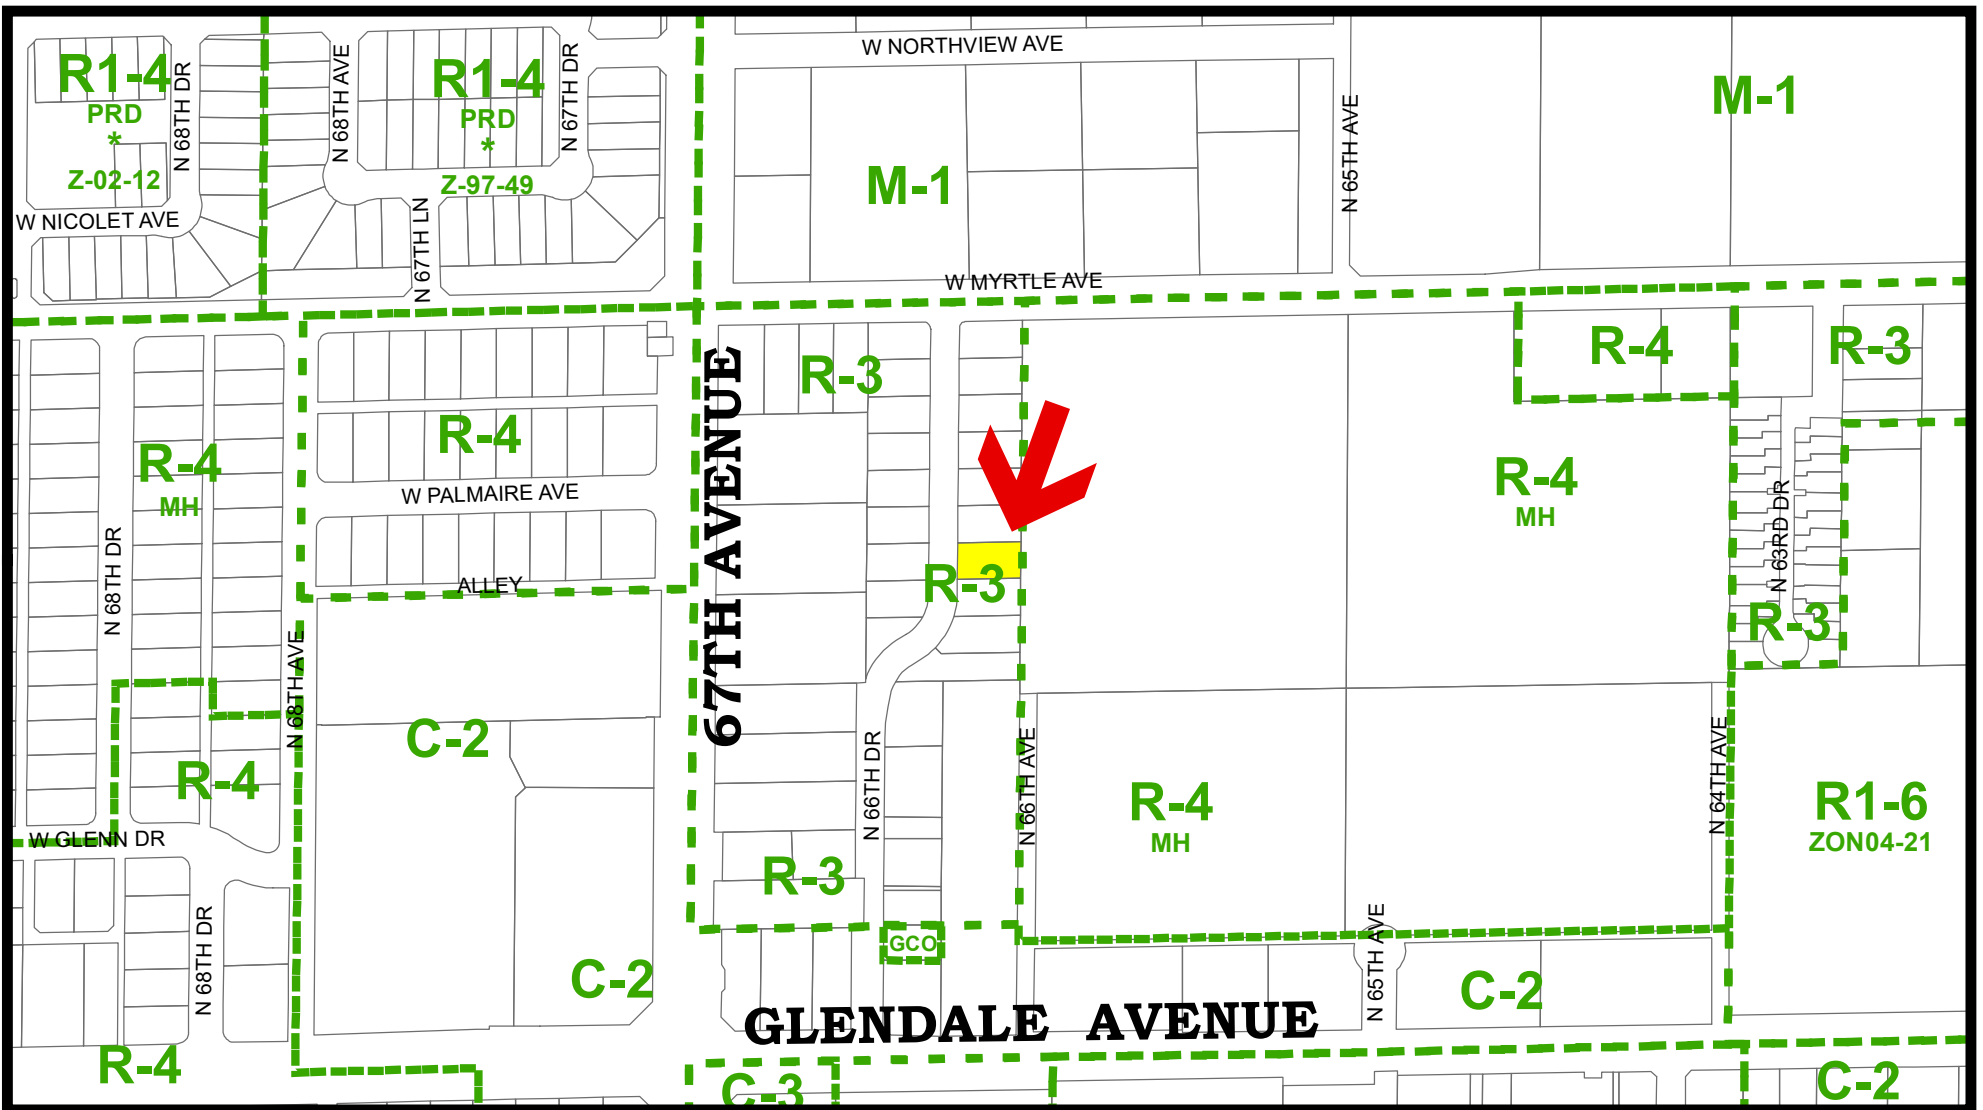 W NORTHVIEW AVE
R1-4
PRD
*
Z-02-12
N 68TH DR
N 68TH AVE
R1-4
PRD
*
Z-97-49
N 67TH DR
M-1
N 65TH AVE
M-1
W NICOLET AVE
N 67TH LN
W MYRTLE AVE
R-4
MH
R-4
W PALMAIRE AVE
ALLEY
67TH AVENUE
R-3
R-3
R-4
R-3
R-4
MH
N 63RD DR
R-3
N 68TH DR
N 68TH AVE
C-2
R-4
W GLENN DR
N 66TH DR
N 66TH AVE
R-4
MH
N 64TH AVE
R1-6
ZON04-21
R-3
GCO
N 68TH DR
C-2
N 65TH AVE
C-2
GLENDALE AVENUE
R-4
C-3
C-2